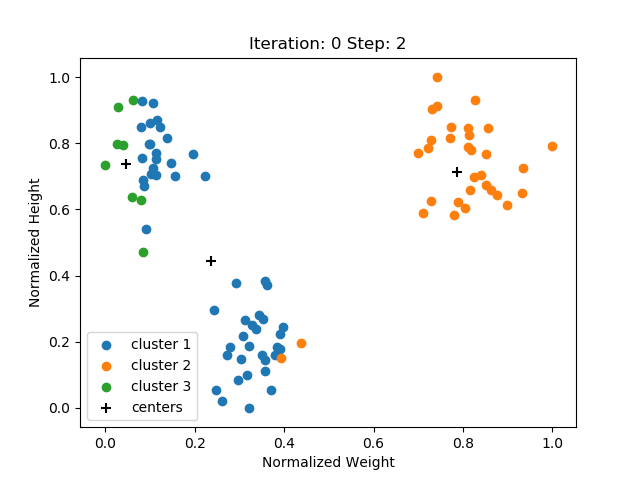 Iteration: 0 Step: 2
Normalized Height
1.0
0.8
0.6
0.4
0.2
0.0
cluster 1
cluster 2
cluster 3
centers
0.0 0.2 0.4 0.6 0.8 1.0
Normalized Weight